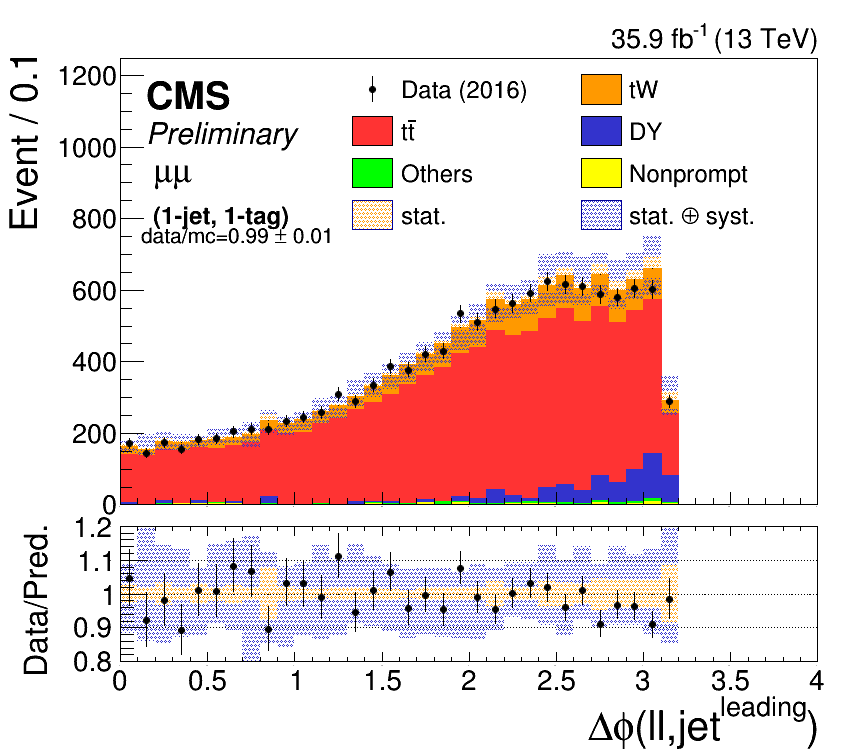 35.9 fb⁻¹ (13 TeV)
Event / 0.1
1200
1000
800
600
400
200
0
CMS
Preliminary
μμ
(1-jet, 1-tag)
data/mc=0.99 ± 0.01
Data (2016)
tW
tt̄
DY
Others
Nonprompt
stat.
stat. ⊕ syst.
Data/Pred.
1.2
1.1
1
0.9
0.8
0 0.5 1 1.5 2 2.5 3 3.5 4
Δϕ(ll,jet^leading)